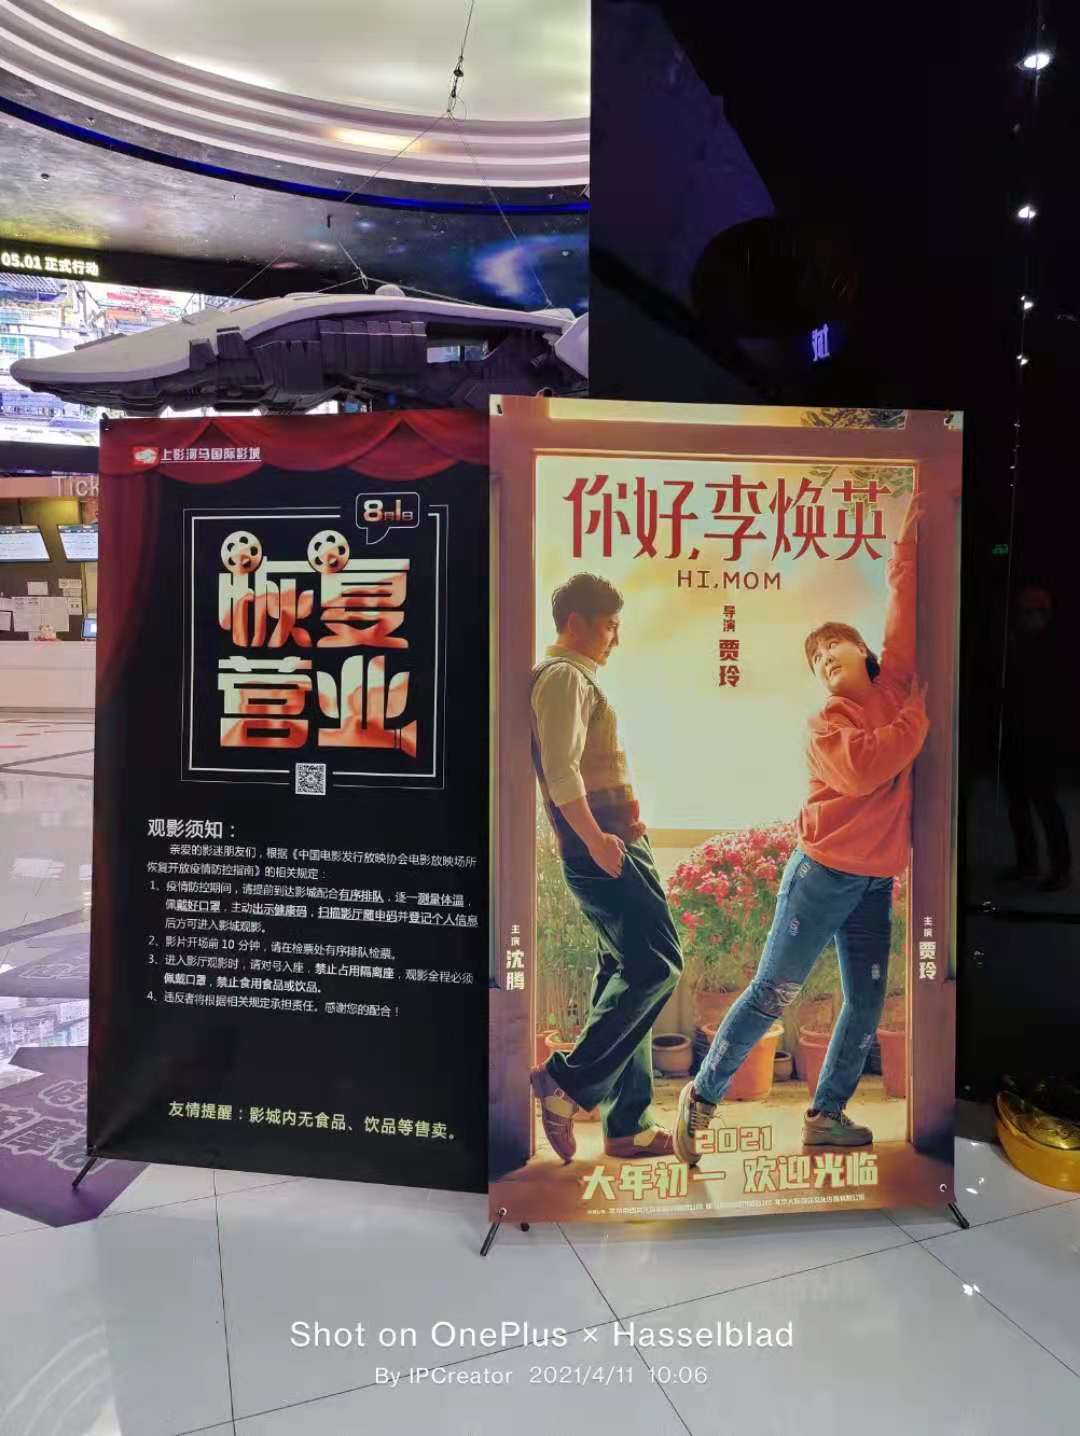 05.01 正式行动
Tick
上影河马国际影城
8月1日
恢复
营业
观影须知：
亲爱的影迷朋友们，根据《中国电影发行放映协会电影放映场所
恢复开放疫情防控指南》的相关规定：
1、疫情防控期间，请提前到达影城配合有序排队，逐一测量体温，
佩戴好口罩，主动出示健康码，扫描影厅随申码并登记个人信息
后方可进入影城观影。
2、影片开场前 10 分钟，请在检票处有序排队检票。
3、进入影厅观影时，请对号入座，禁止占用隔离座，观影全程必须
佩戴口罩，禁止食用食品或饮品。
4、违反者将根据相关规定承担责任。感谢您的配合！
友情提醒：影城内无食品、饮品等售卖。
你好,李焕英
HI,MOM
导演
贾玲
主演
沈腾
主演
贾玲
2021
大年初一 欢迎光临
Shot on OnePlus × Hasselblad
By IPCreator 2021/4/11 10:06